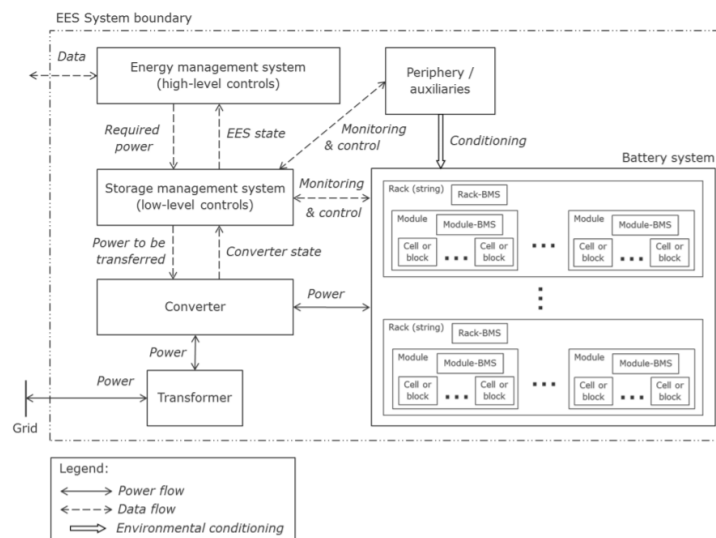 EES System boundary
Data
Energy management system
(high-level controls)
Periphery /
auxiliaries
Required
power
EES state
Monitoring
& control
Conditioning
Battery system
Storage management system
(low-level controls)
Monitoring
& control
Rack (string)
Rack-BMS
Module
Module-BMS
Cell or
block
...
Cell or
block
...
Module
Module-BMS
Cell or
block
...
Cell or
block
Power to be
transferred
Converter state
Converter
Power
Rack (string)
Rack-BMS
Module
Module-BMS
Cell or
block
...
Cell or
block
...
Module
Module-BMS
Cell or
block
...
Cell or
block
Power
Power
Transformer
Grid
Legend:
Power flow
Data flow
Environmental conditioning